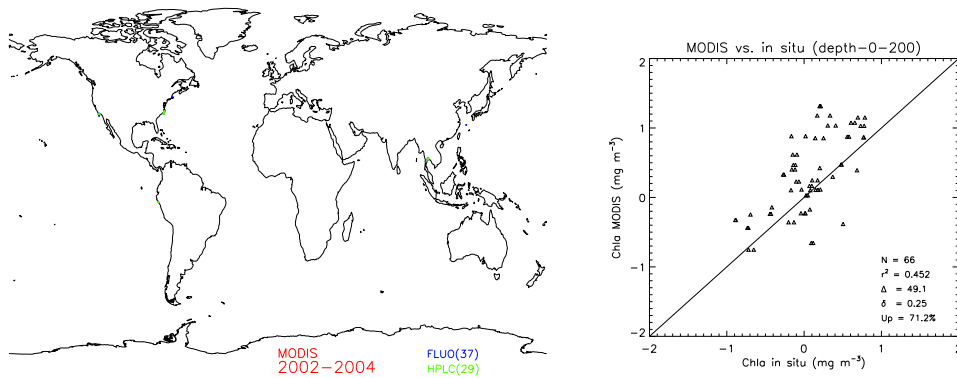 MODIS
2002-2004
FLUO(37)
HPLC(29)
MODIS vs. in situ (depth-0-200)
Chla MODIS (mg m⁻³)
2
1
0
-1
-2
N = 66
r² = 0.452
Δ = 49.1
δ = 0.25
Up = 71.2%
-2 -1 0 1 2
Chla in situ (mg m⁻³)